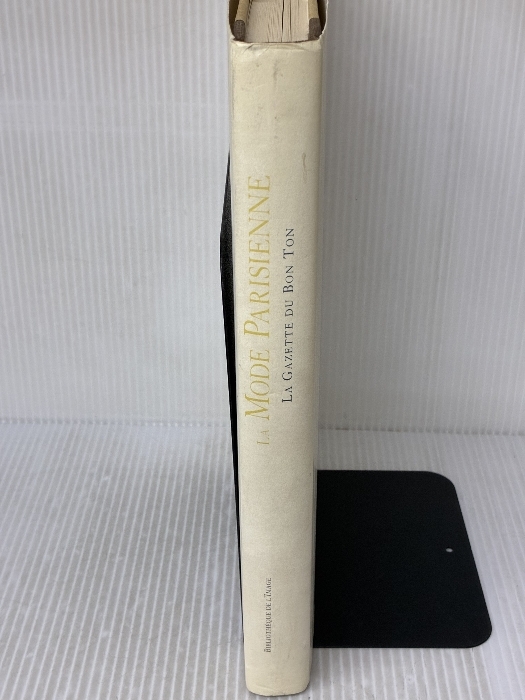 La Mode Parisienne
La Gazette du Bon Ton
Bibliothèque de l'Image